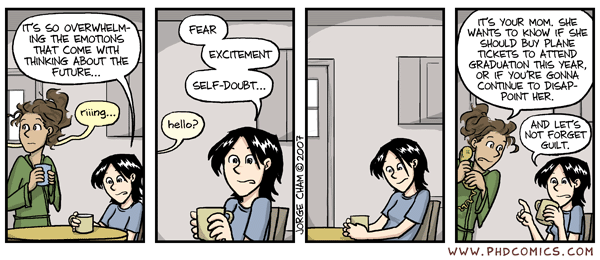 IT'S SO OVERWHELM-
ING THE EMOTIONS
THAT COME WITH
THINKING ABOUT THE
FUTURE...
riiing...
FEAR
EXCITEMENT
SELF-DOUBT...
hello?
JORGE CHAM © 2007
IT'S YOUR MOM. SHE
WANTS TO KNOW IF SHE
SHOULD BUY PLANE
TICKETS TO ATTEND
GRADUATION THIS YEAR,
OR IF YOU'RE GONNA
CONTINUE TO DISAP-
POINT HER.
AND LET'S
NOT FORGET
GUILT.
WWW.PHDCOMICS.COM